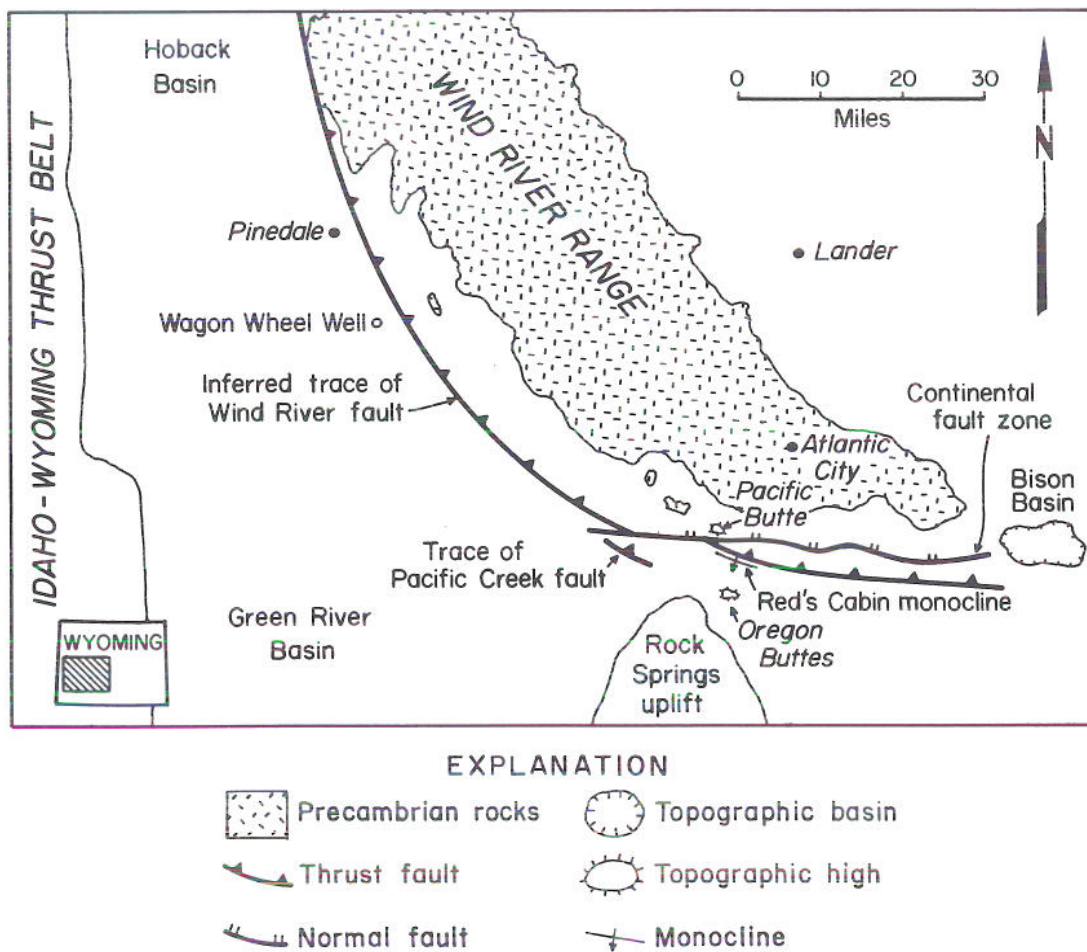 Hoback
Basin
WIND RIVER RANGE
0 10 20 30
Miles
N
IDAHO-WYOMING THRUST BELT
Pinedale
Lander
Wagon Wheel Well
Inferred trace of
Wind River fault
Continental
fault zone
Atlantic
City
Bison
Basin
Pacific
Butte
Trace of
Pacific Creek fault
Red's Cabin monocline
Green River
Basin
Oregon
Buttes
Rock
Springs
uplift
WYOMING
EXPLANATION
Precambrian rocks
Topographic basin
Thrust fault
Topographic high
Normal fault
Monocline